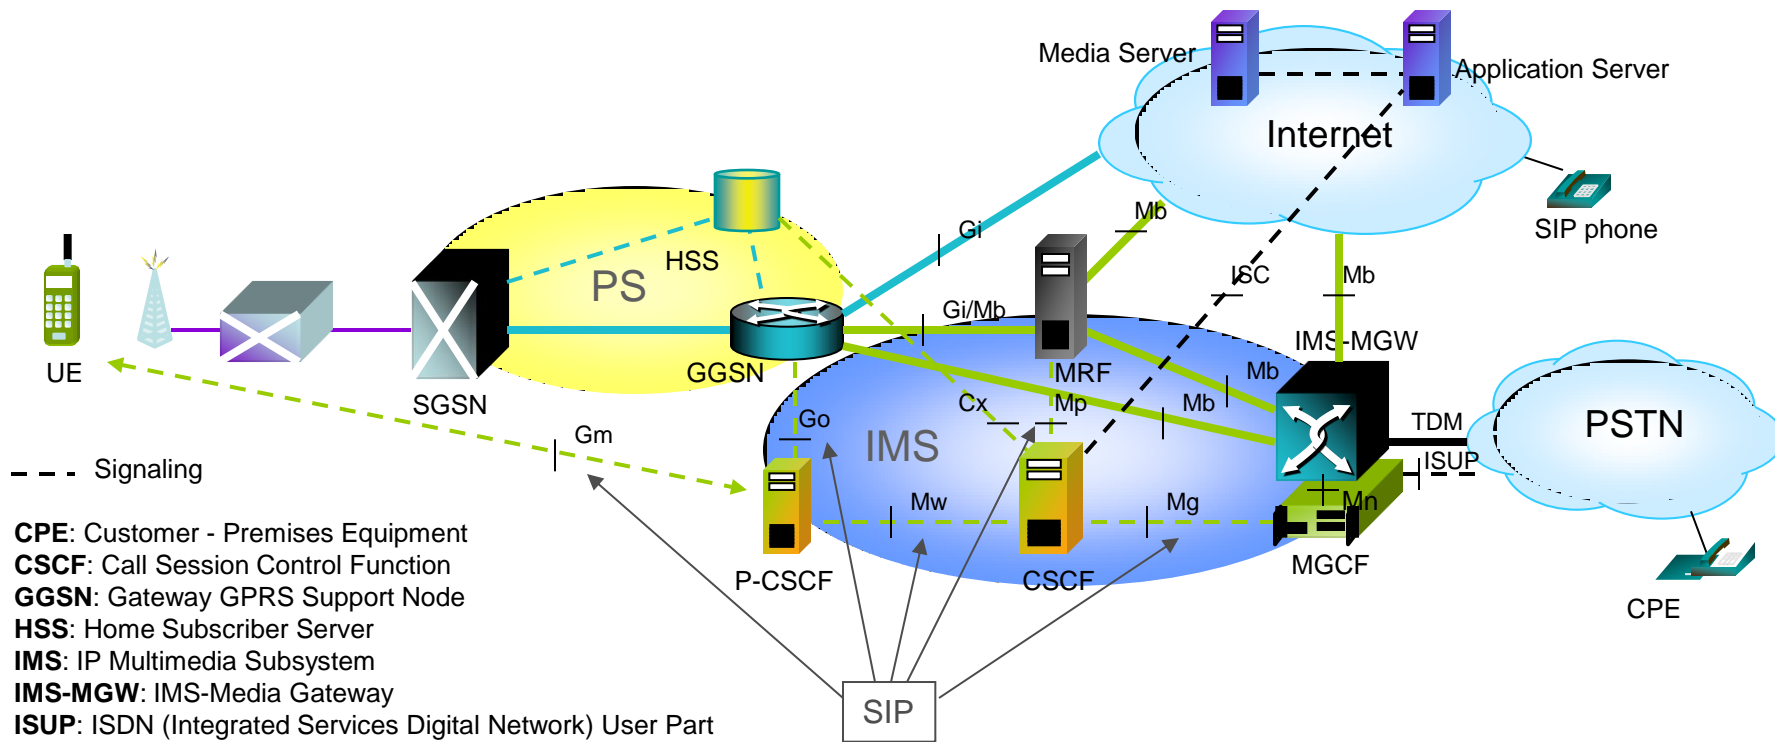 Media Server
Application Server
Internet
SIP phone
Mb
Gi
HSS
PS
ISC
Mb
Gi/Mb
IMS-MGW
UE
GGSN
MRF
Mb
SGSN
Cx
Mp
Mb
Go
TDM
PSTN
Gm
IMS
ISUP
Signaling
Mw
Mg
Mn
CPE: Customer - Premises Equipment
CSCF: Call Session Control Function
P-CSCF
CSCF
MGCF
GGSN: Gateway GPRS Support Node
CPE
HSS: Home Subscriber Server
IMS: IP Multimedia Subsystem
IMS-MGW: IMS-Media Gateway
SIP
ISUP: ISDN (Integrated Services Digital Network) User Part